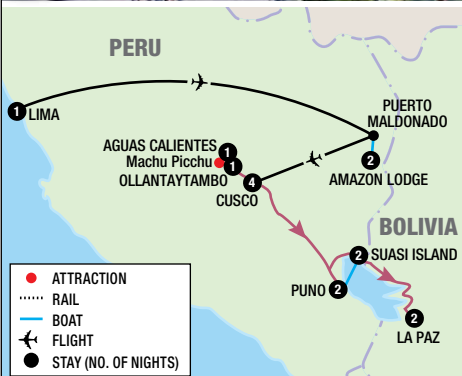 PERU
1 LIMA
PUERTO
MALDONADO
AGUAS CALIENTES 1
Machu Picchu
1
OLLANTAYTAMBO
2
AMAZON LODGE
4
CUSCO
BOLIVIA
2 SUASI ISLAND
PUNO 2
2
LA PAZ
ATTRACTION
RAIL
BOAT
FLIGHT
STAY (NO. OF NIGHTS)